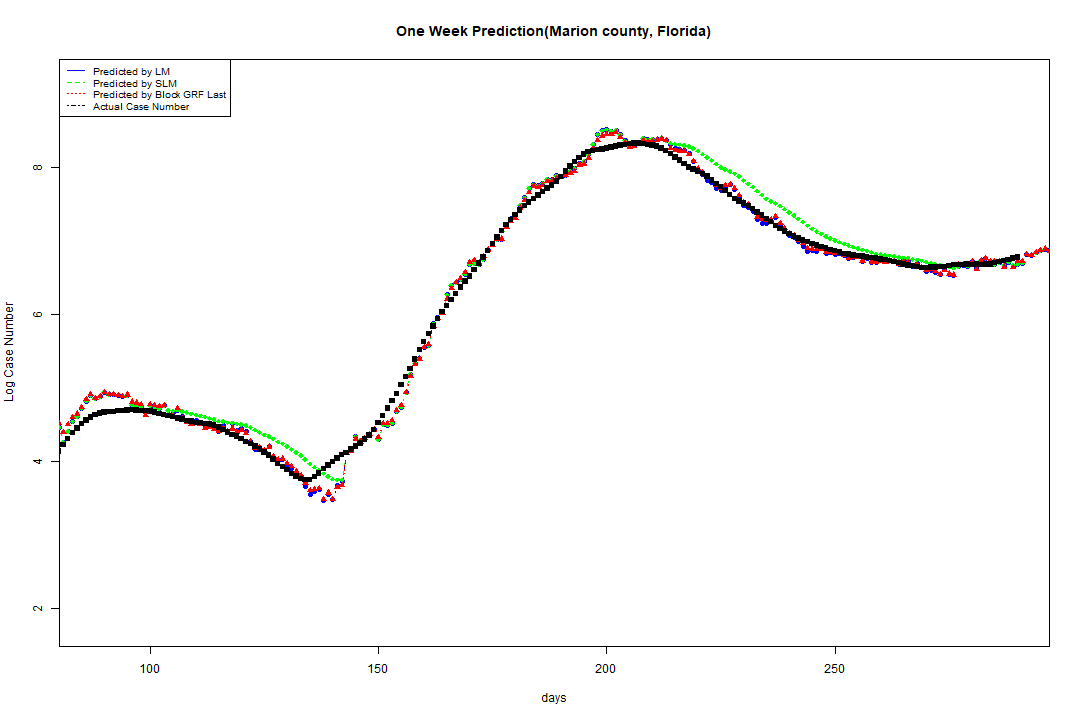 One Week Prediction(Marion county, Florida)
Predicted by LM
Predicted by SLM
Predicted by Block GRF Last
Actual Case Number
8
6
4
2
Log Case Number
100
150
200
250
days